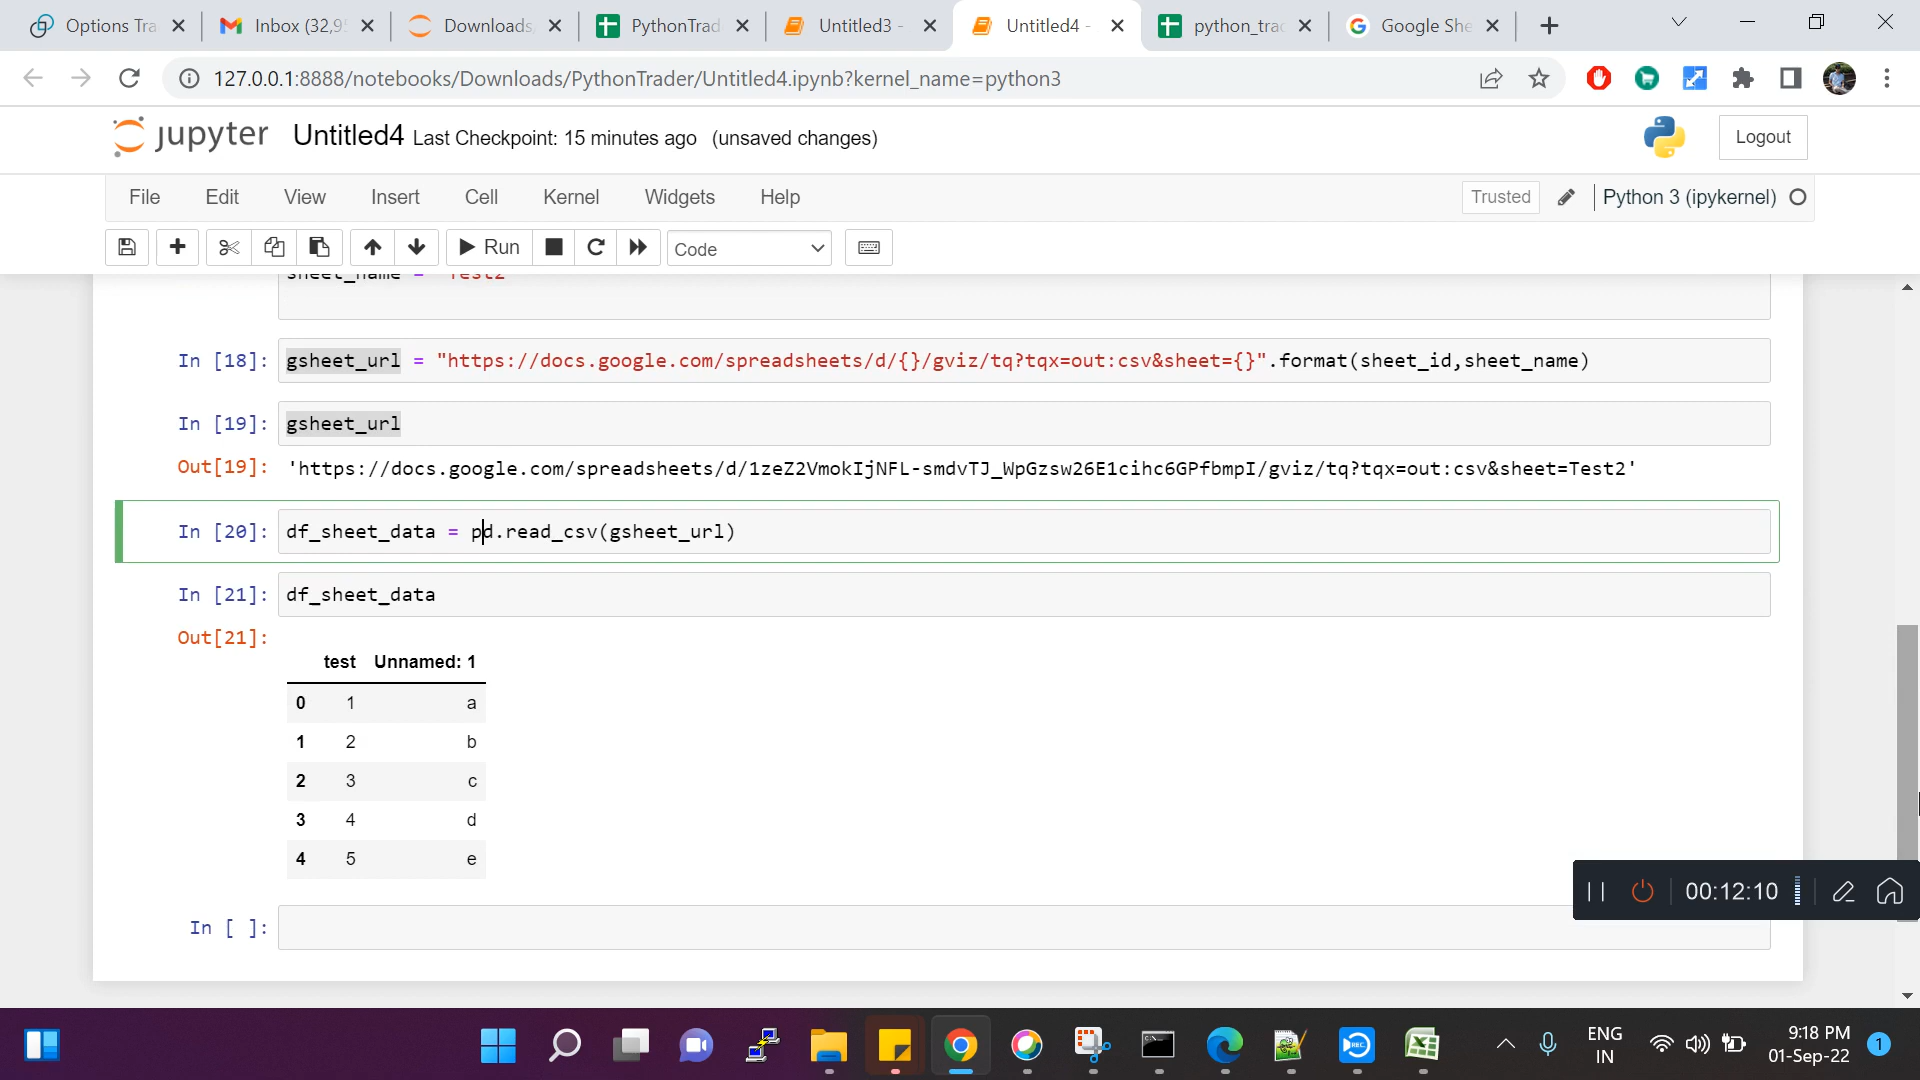 Options Tra
Inbox (32,9
Downloads
PythonTrad
Untitled3 -
Untitled4 -
python_tra
Google She
127.0.0.1:8888/notebooks/Downloads/PythonTrader/Untitled4.ipynb?kernel_name=python3
jupyter Untitled4 Last Checkpoint: 15 minutes ago (unsaved changes)
Logout
File Edit View Insert Cell Kernel Widgets Help
Trusted
Python 3 (ipykernel)
Run
Code
sheet_name = "Test2"
In [18]: gsheet_url = "https://docs.google.com/spreadsheets/d/{}/gviz/tq?tqx=out:csv&sheet={}".format(sheet_id,sheet_name)
In [19]: gsheet_url
Out[19]: 'https://docs.google.com/spreadsheets/d/1zeZ2VmokIjNFL-smdvTJ_WpGzsw26E1cihc6GPfbmpI/gviz/tq?tqx=out:csv&sheet=Test2'
In [20]: df_sheet_data = pd.read_csv(gsheet_url)
In [21]: df_sheet_data
Out[21]:
test Unnamed: 1
0 1 a
1 2 b
2 3 c
3 4 d
4 5 e
In [ ]:
00:12:10
REC
ENG
IN
9:18 PM
01-Sep-22
1